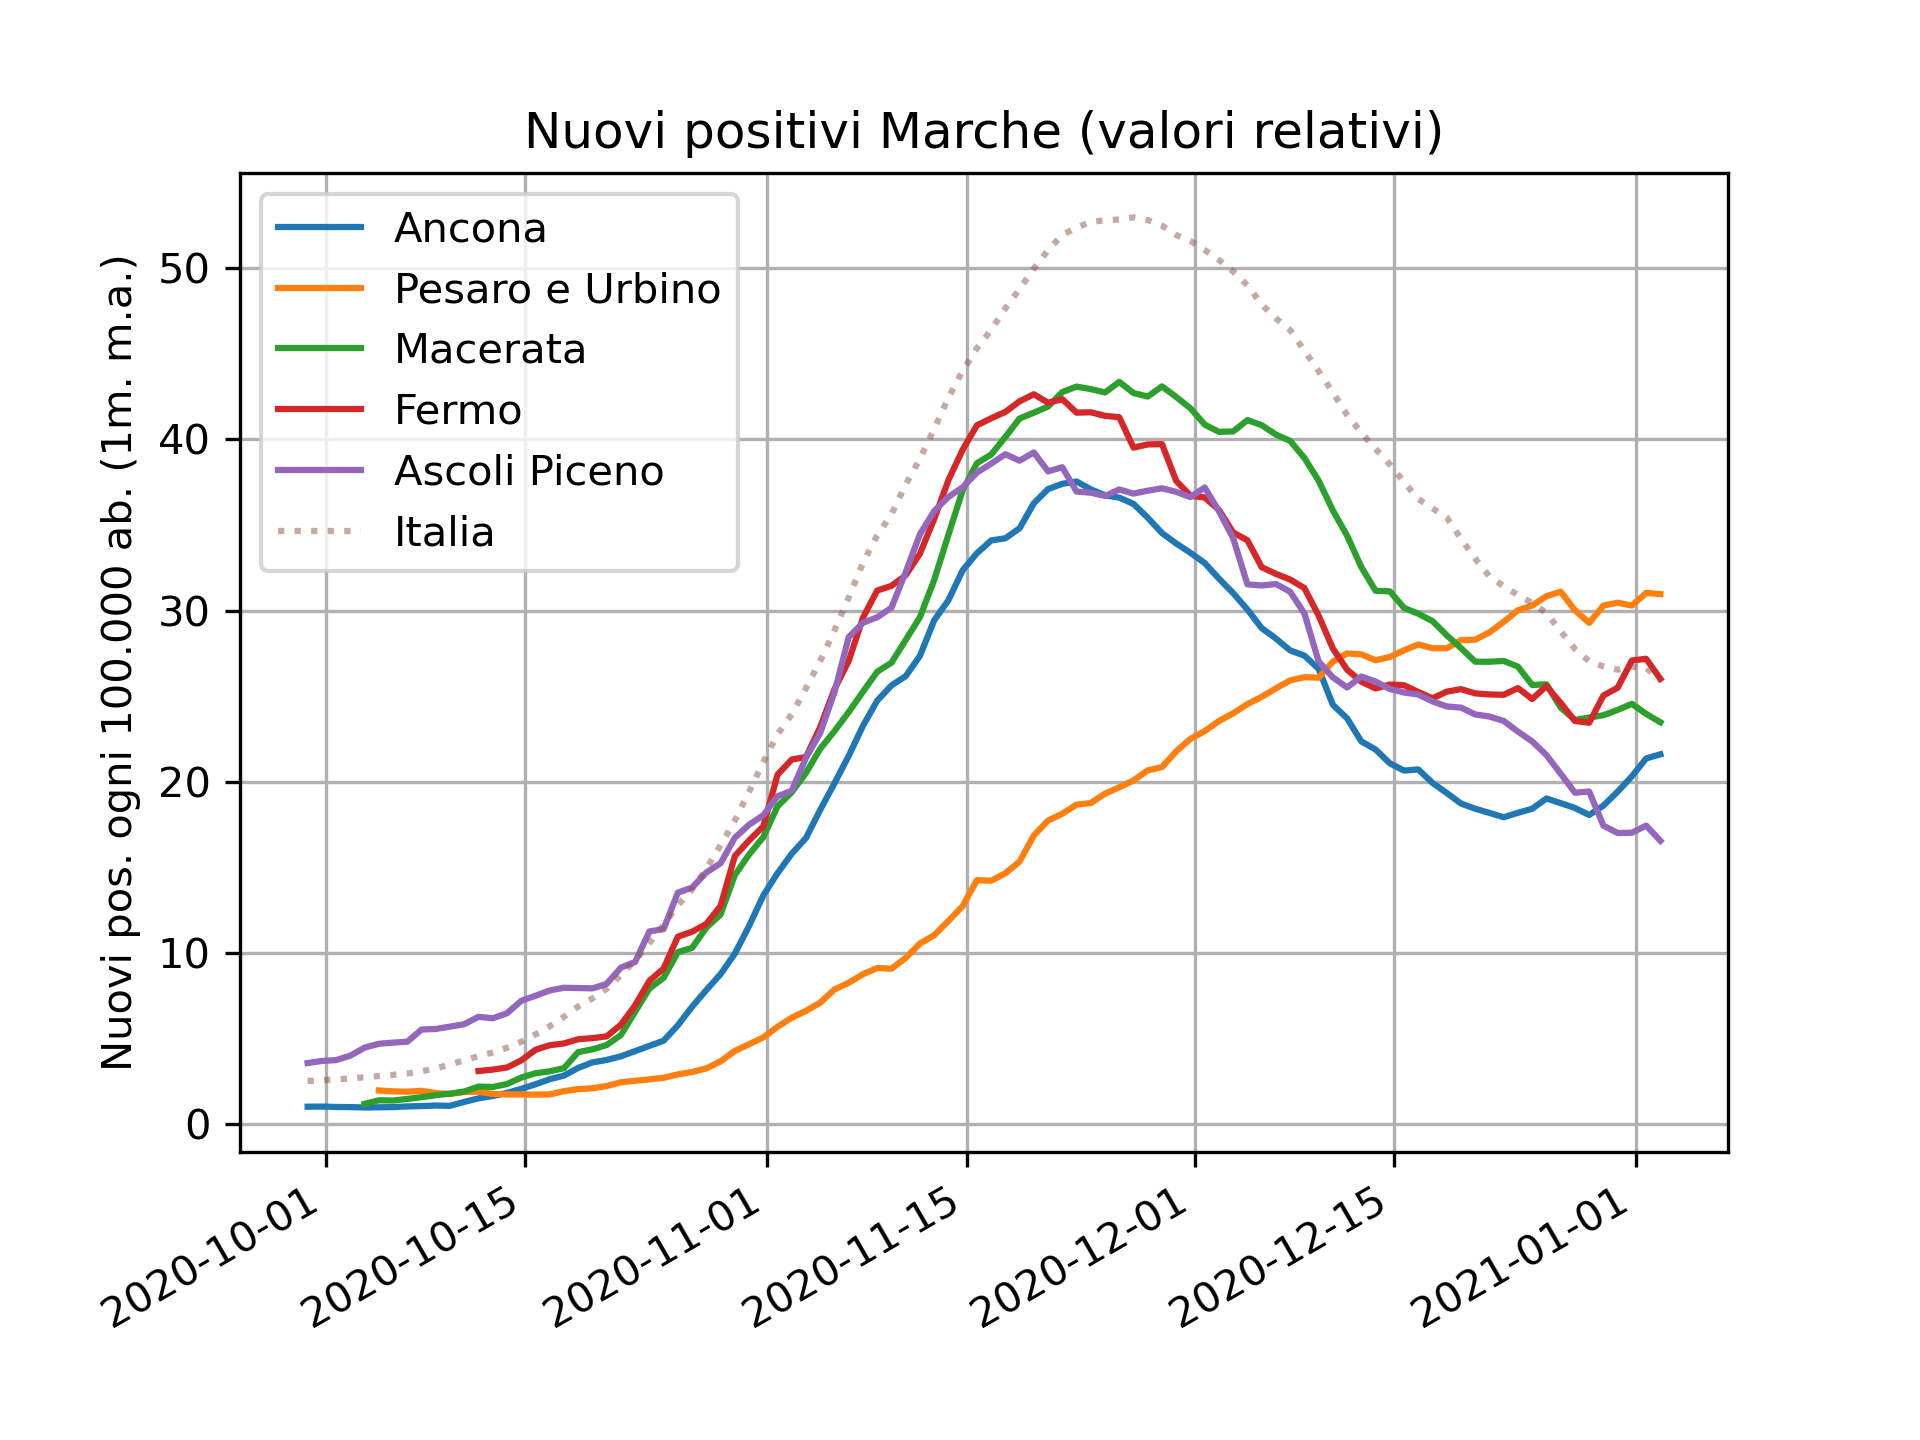 Nuovi positivi Marche (valori relativi)
Nuovi pos. ogni 100.000 ab. (1m. m.a.)
50
40
30
20
10
0
Ancona
Pesaro e Urbino
Macerata
Fermo
Ascoli Piceno
Italia
2020-10-01
2020-10-15
2020-11-01
2020-11-15
2020-12-01
2020-12-15
2021-01-01